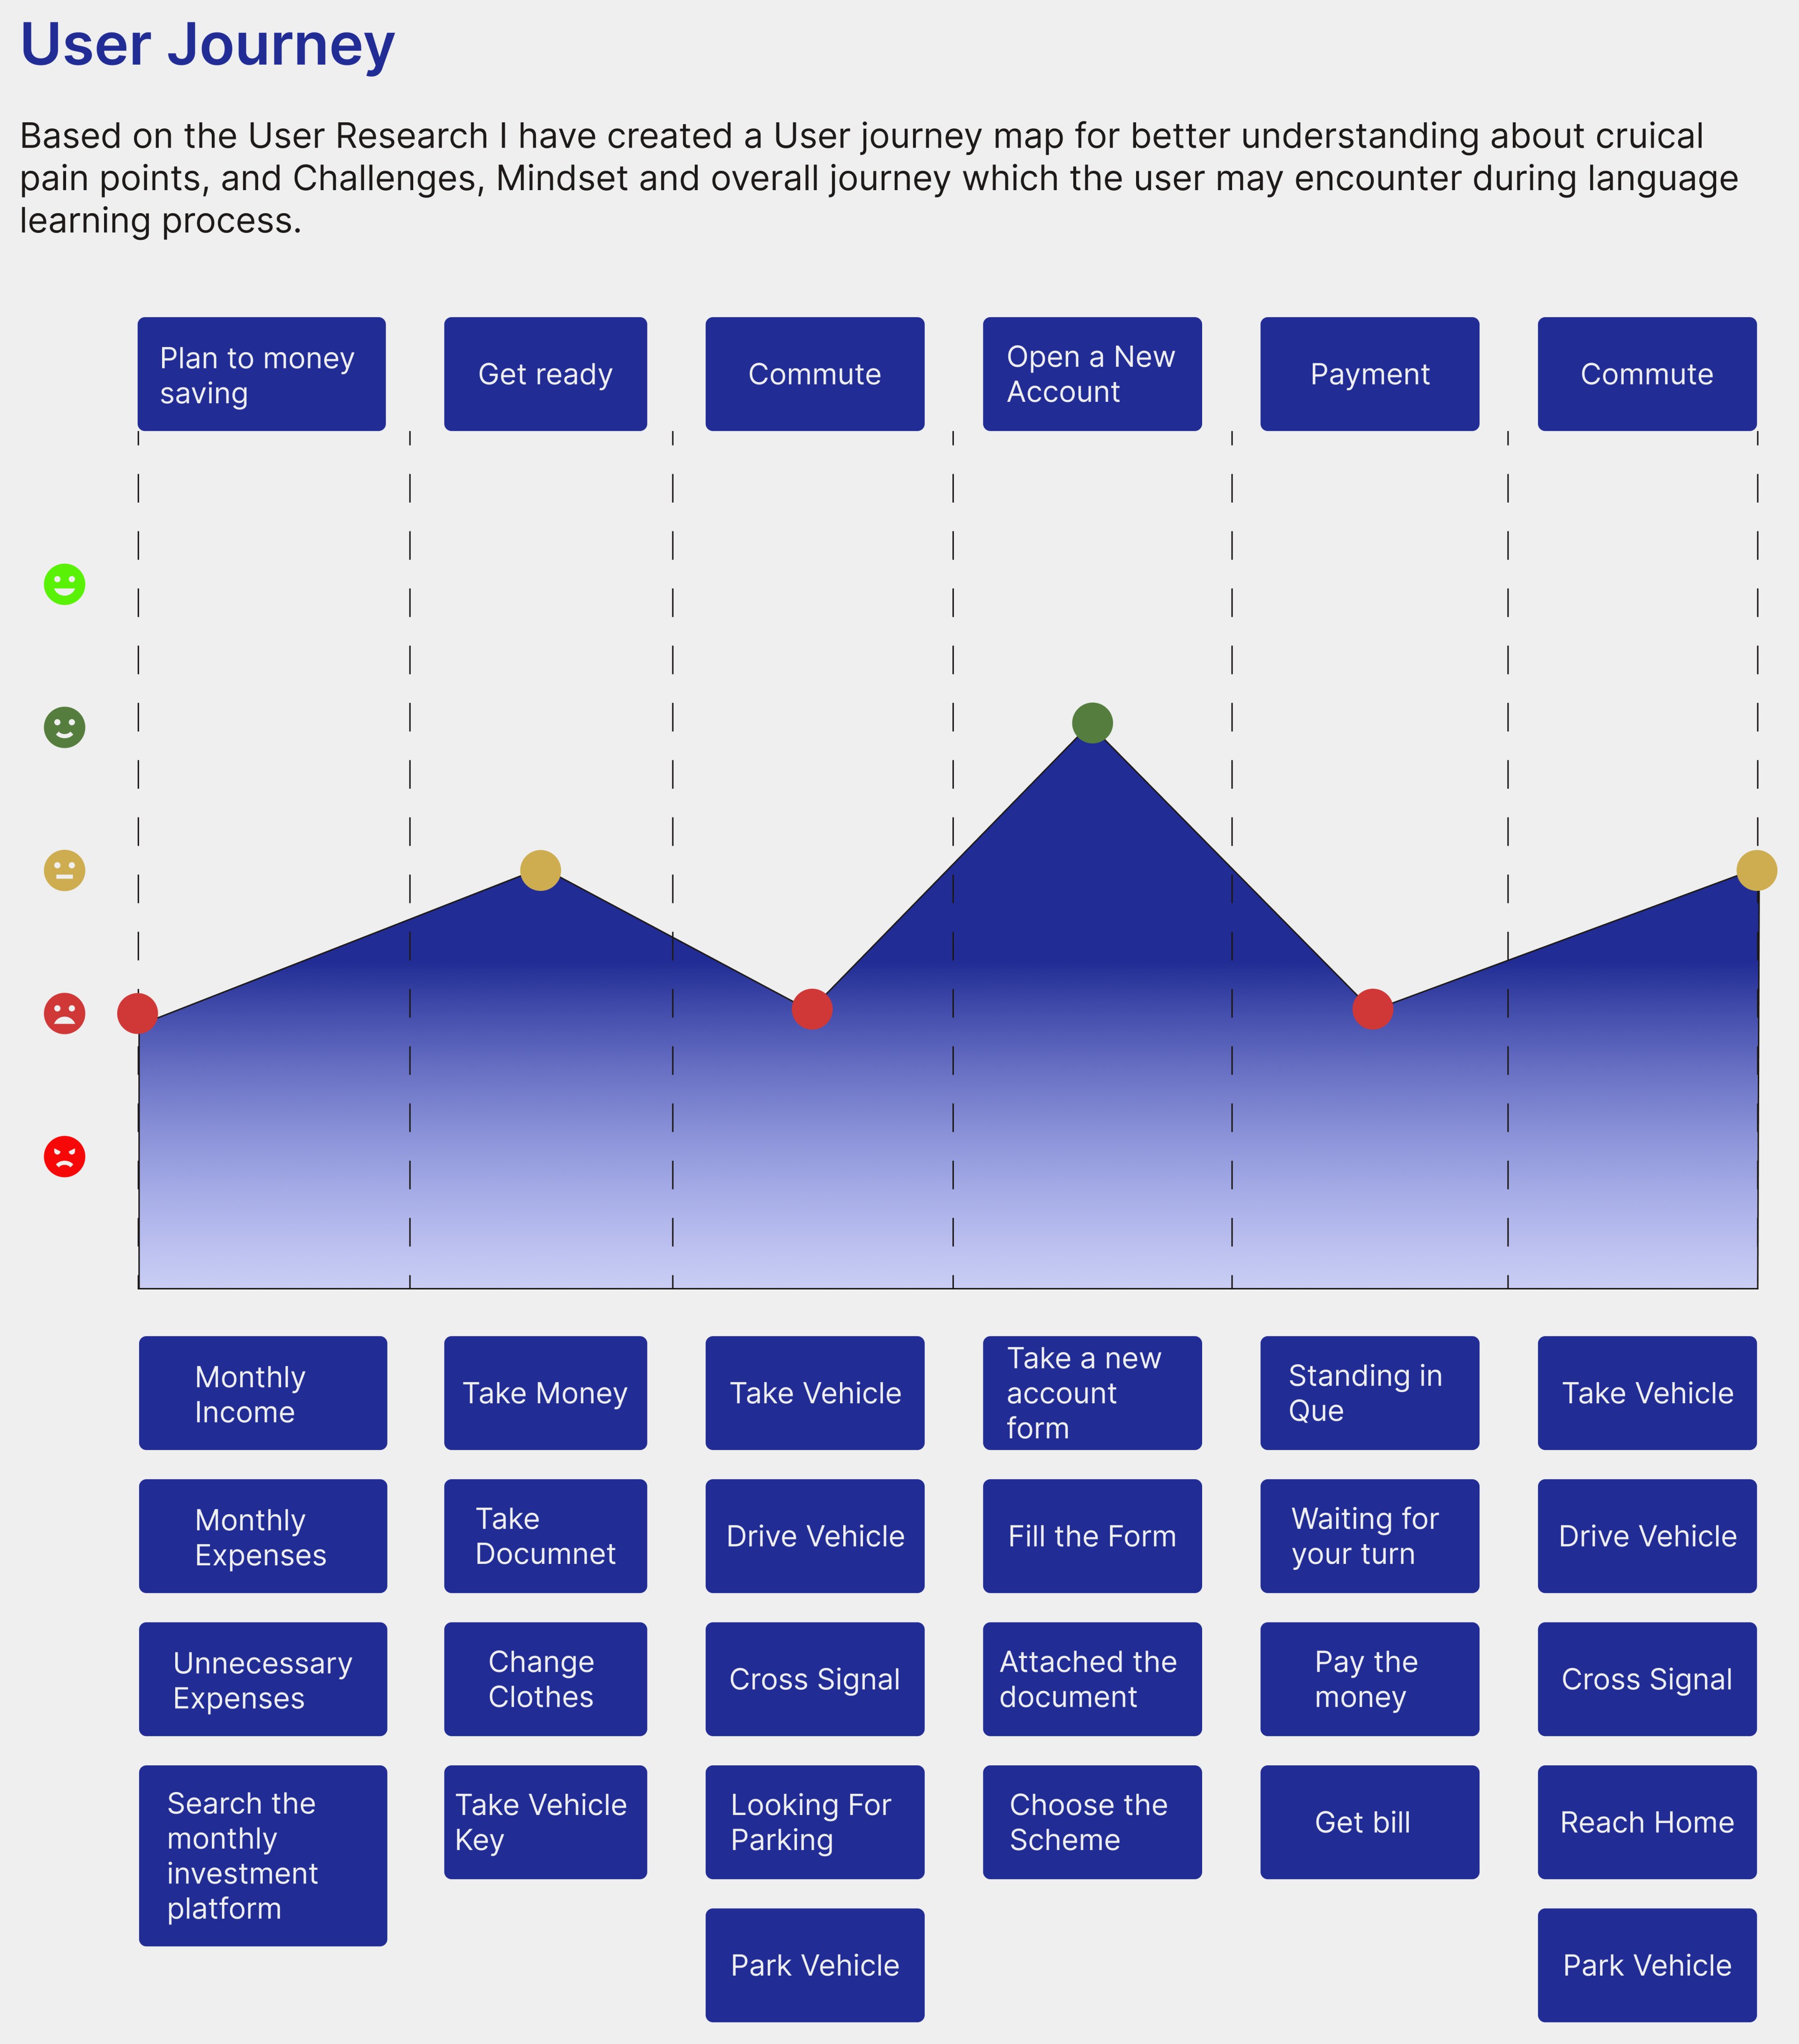 User Journey
Based on the User Research I have created a User journey map for better understanding about cruical
pain points, and Challenges, Mindset and overall journey which the user may encounter during language
learning process.
Plan to money
saving
Get ready
Commute
Open a New
Account
Payment
Commute
Monthly
Income
Take Money
Take Vehicle
Take a new
account
form
Standing in
Que
Take Vehicle
Monthly
Expenses
Take
Documnet
Drive Vehicle
Fill the Form
Waiting for
your turn
Drive Vehicle
Unnecessary
Expenses
Change
Clothes
Cross Signal
Attached the
document
Pay the
money
Cross Signal
Search the
monthly
investment
platform
Take Vehicle
Key
Looking For
Parking
Choose the
Scheme
Get bill
Reach Home
Park Vehicle
Park Vehicle